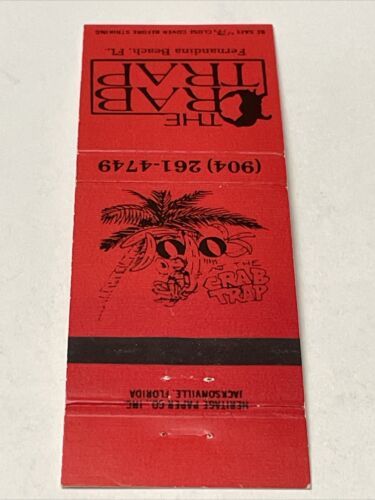 BE SAFE - CLOSE COVER BEFORE STRIKING
Fernandina Beach, FL.
THE
CRAB
TRAP
(904) 261-4749
THE
CRAB
TRAP
HERITAGE PAPER CO., INC.
JACKSONVILLE, FLORIDA